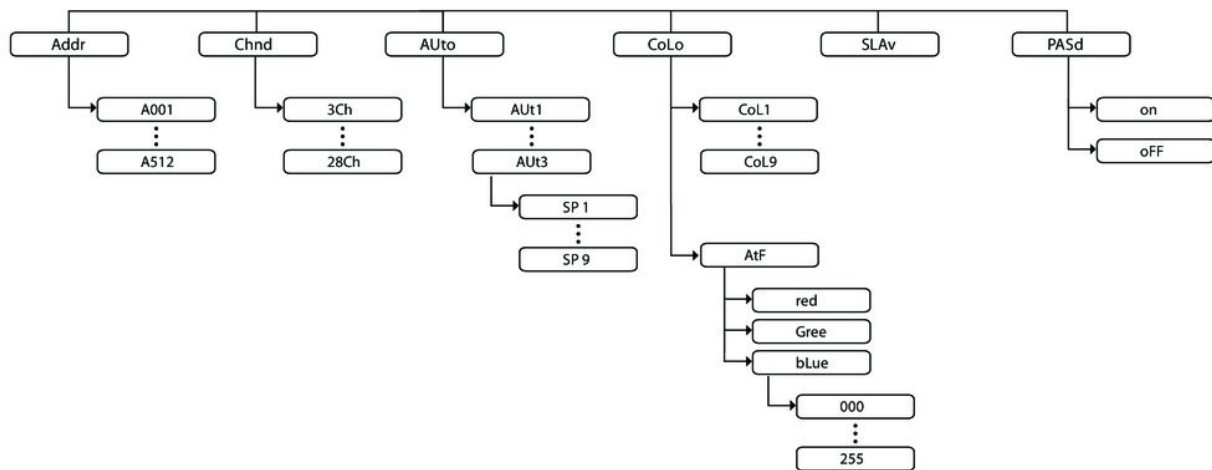 Addr
Chnd
AUto
CoLo
SLAv
PASd
A001
A512
3Ch
28Ch
AUt1
AUt3
SP 1
SP 9
CoL1
CoL9
AtF
red
Gree
bLue
000
255
on
oFF